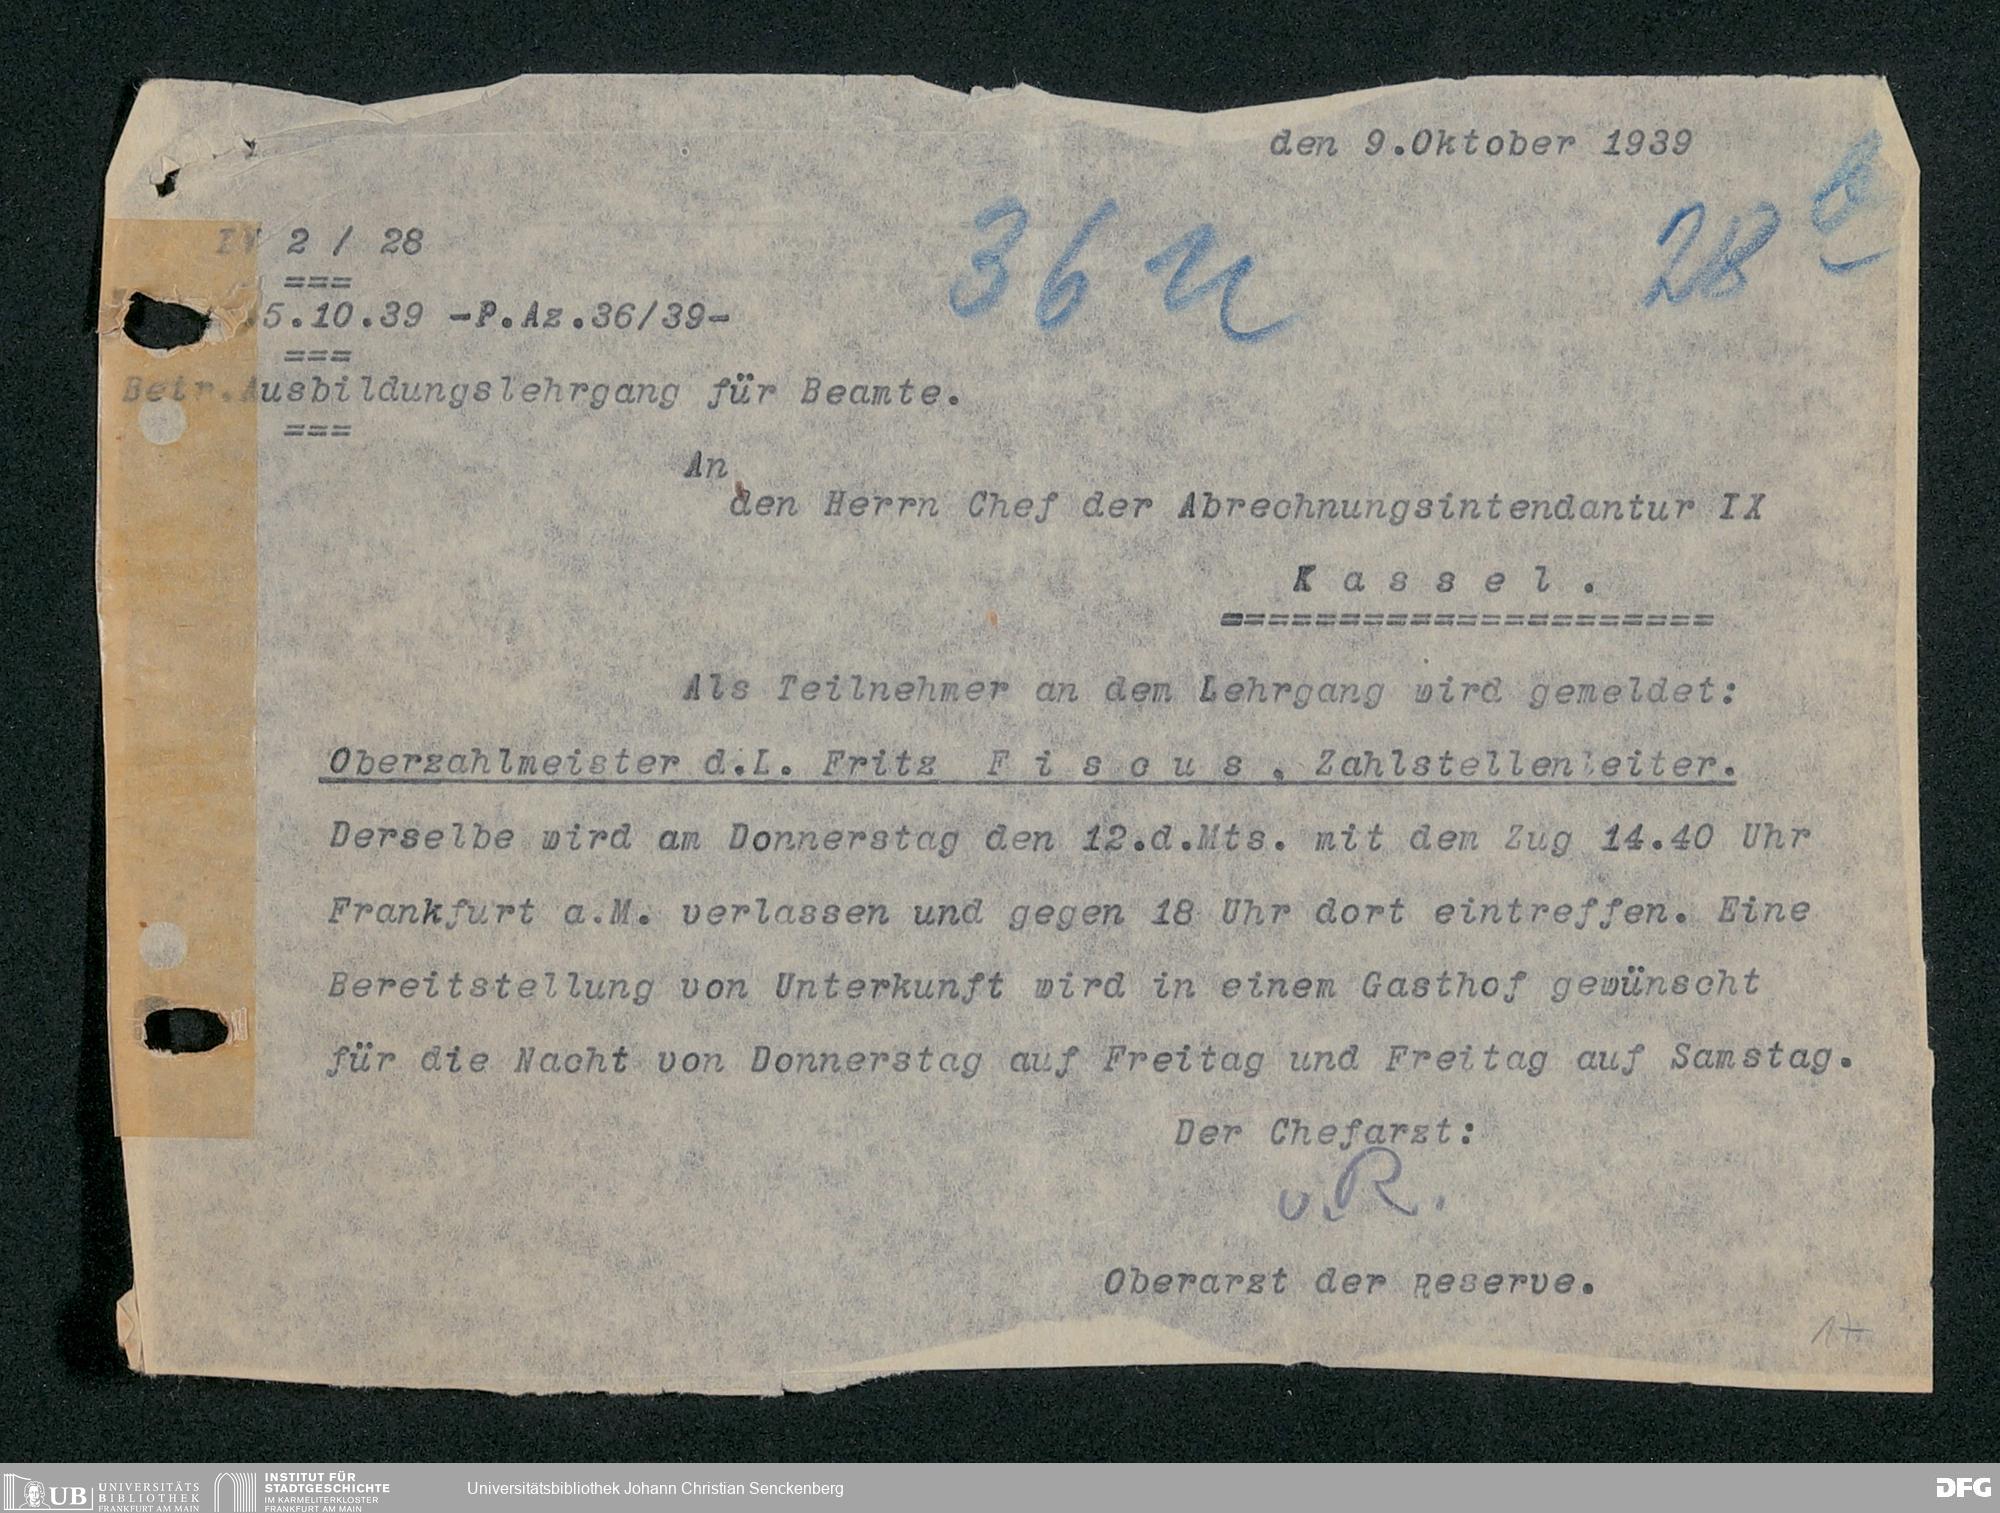 den 9.Oktober 1939
IV 2 / 28
===
5.10.39 -P.Az.36/39-
===
Betr.Ausbildungslehrgang für Beamte.
===
36 u
28
An
den Herrn Chef der Abrechnungsintendantur IX
K a s s e l .
=====================
Als Teilnehmer an dem Lehrgang wird gemeldet:
Oberzahlmeister d.L. Fritz F i s c u s , Zahlstellenleiter.
Derselbe wird am Donnerstag den 12.d.Mts. mit dem Zug 14.40 Uhr
Frankfurt a.M. verlassen und gegen 18 Uhr dort eintreffen. Eine
Bereitstellung von Unterkunft wird in einem Gasthof gewünscht
für die Nacht von Donnerstag auf Freitag und Freitag auf Samstag.
Der Chefarzt:
v.R.
Oberarzt der Reserve.
UB UNIVERSITÄTS BIBLIOTHEK FRANKFURT AM MAIN
INSTITUT FÜR STADTGESCHICHTE IM KARMELITERKLOSTER FRANKFURT AM MAIN
Universitätsbibliothek Johann Christian Senckenberg
DFG